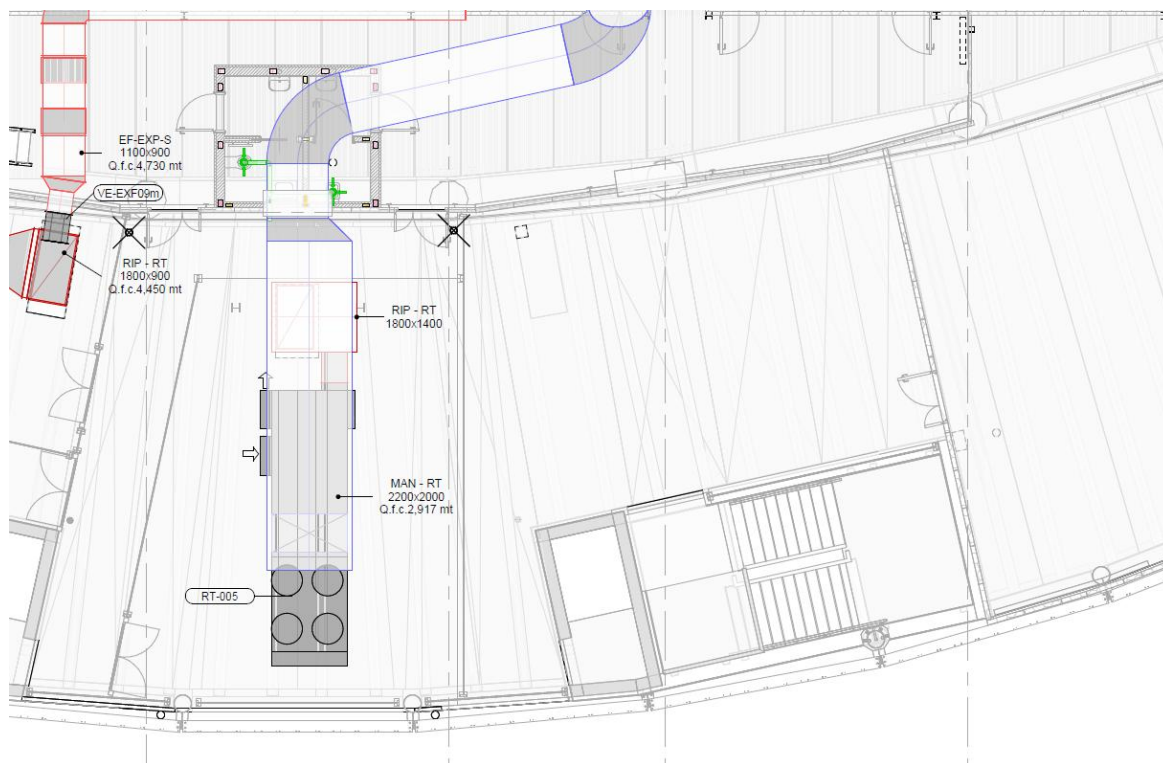 EF-EXP-S
1100x900
Q.f.c.4,730 mt
VE-EXF09m
RIP - RT
1800x900
Q.f.c.4,450 mt
RIP - RT
1800x1400
MAN - RT
2200x2000
Q.f.c.2,917 mt
RT-005